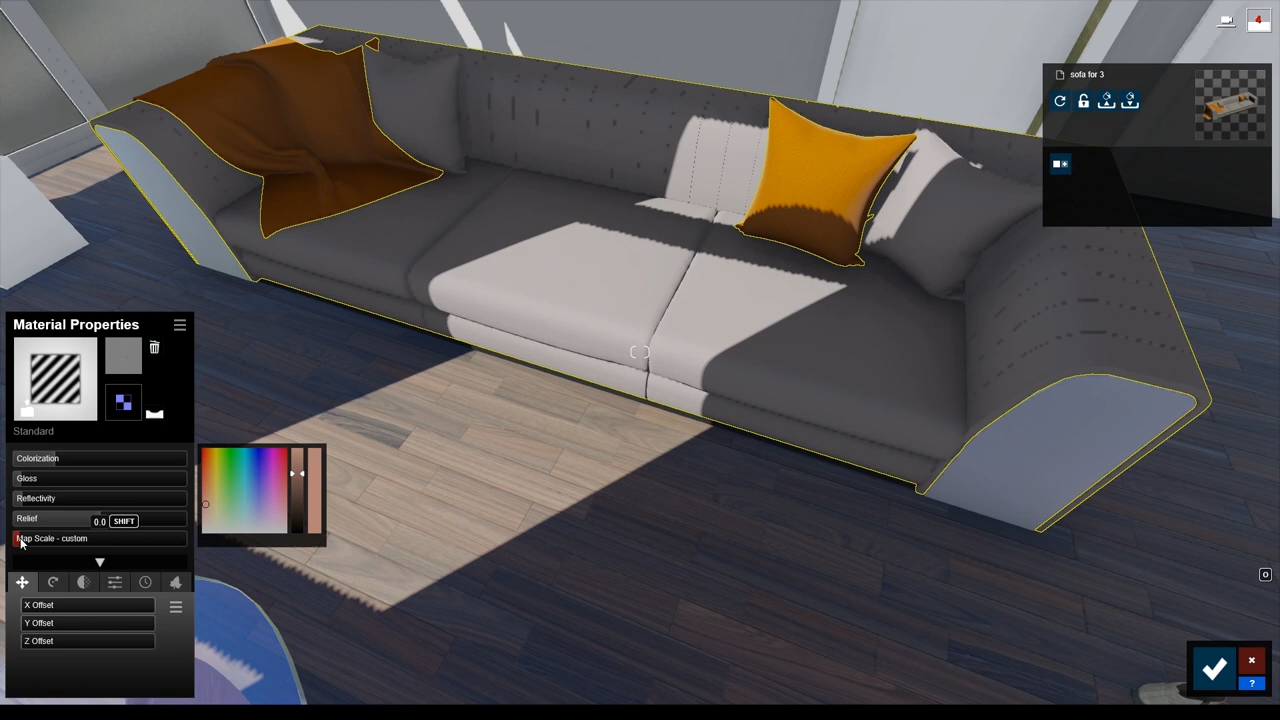 4
sofa for 3
Material Properties
Standard
Colorization
Gloss
Reflectivity
Relief
0.0 SHIFT
Map Scale - custom
X Offset
Y Offset
Z Offset
O
?